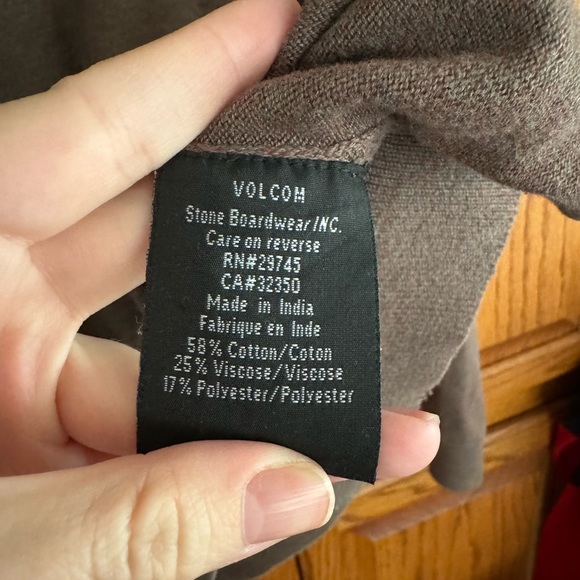 VOLCOM
Stone Boardwear/INC.
Care on reverse
RN#29745
CA#32350
Made in India
Fabrique en Inde
58% Cotton/Coton
25% Viscose/Viscose
17% Polyester/Polyester